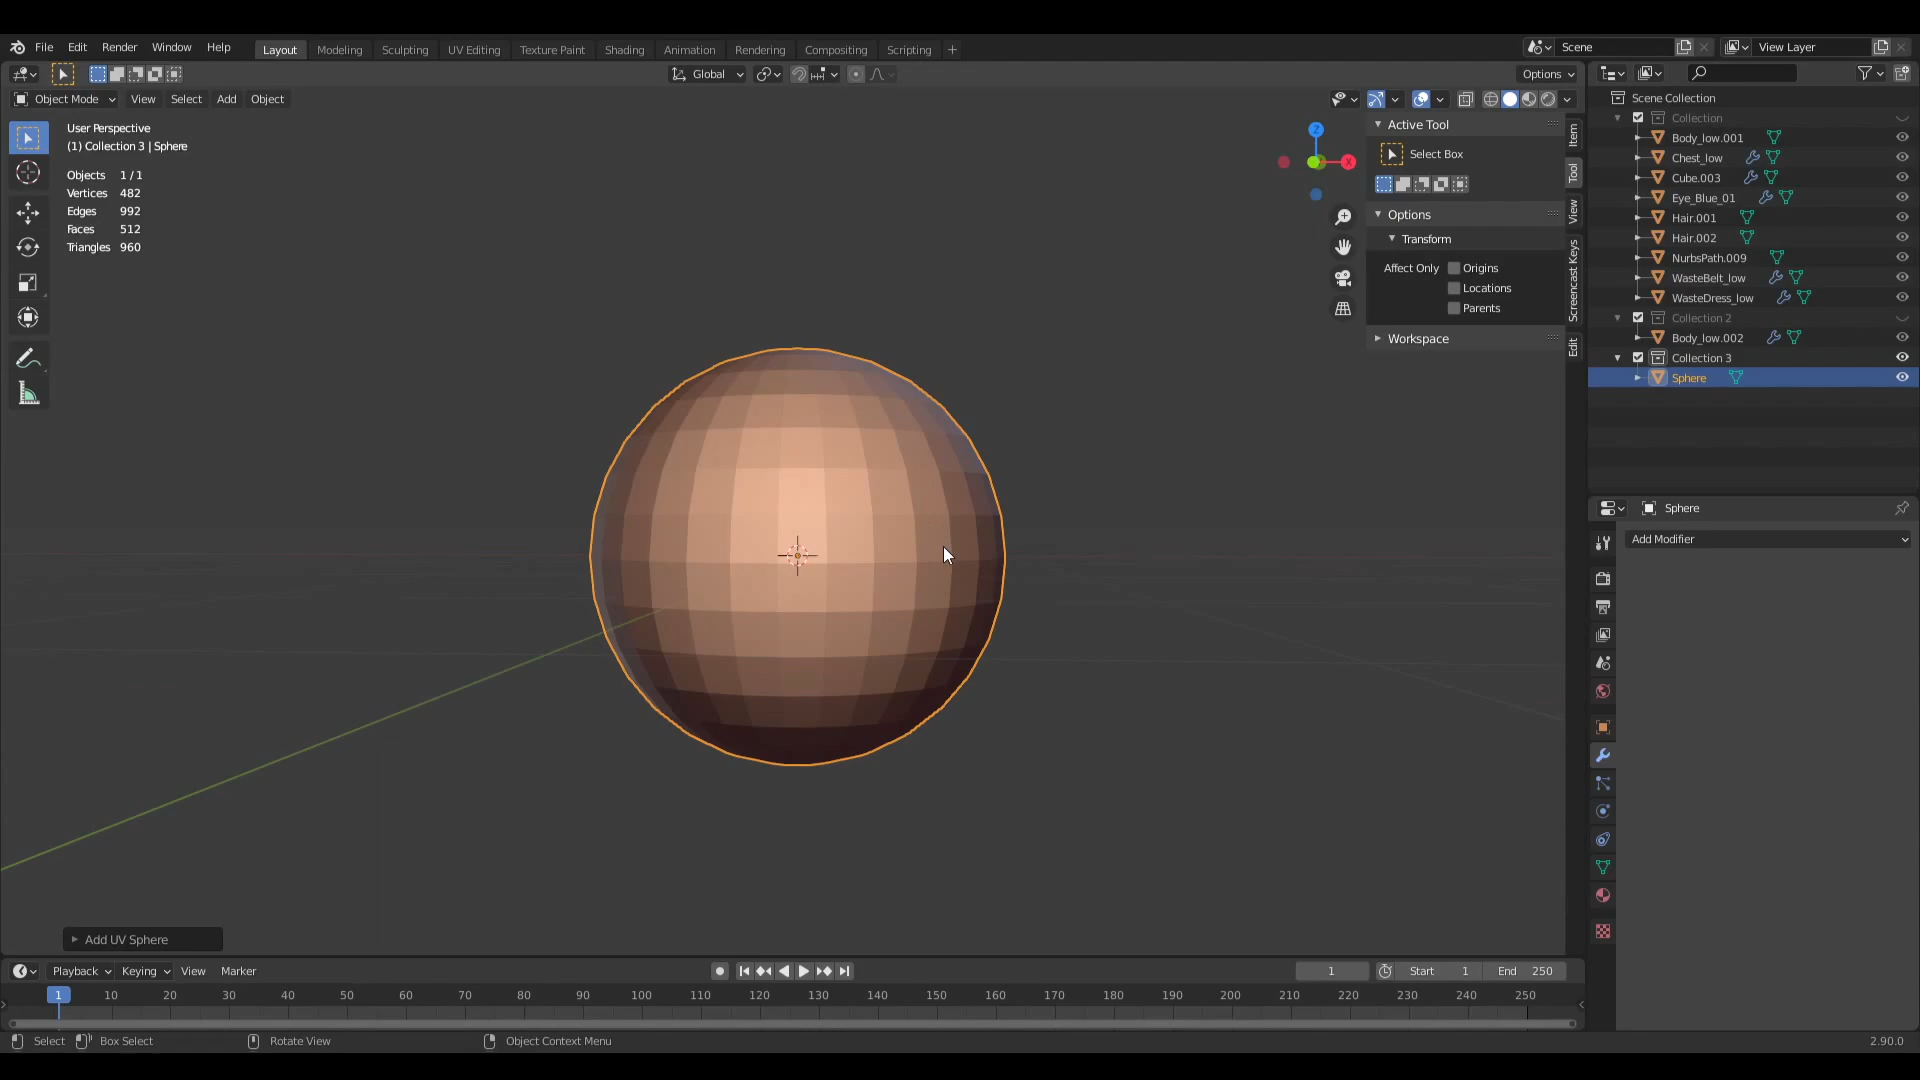 File Edit Render Window Help Layout Modeling Sculpting UV Editing Texture Paint Shading Animation Rendering Compositing Scripting + Scene View Layer
Global Options
Object Mode View Select Add Object
User Perspective
(1) Collection 3 | Sphere
Objects 1 / 1
Vertices 482
Edges 992
Faces 512
Triangles 960
Z
X
Active Tool
Select Box
Options
Transform
Affect Only Origins
Locations
Parents
Workspace
Item
Tool
View
Screencast Keys
Edit
Scene Collection
Collection
Body_low.001
Chest_low
Cube.003
Eye_Blue_01
Hair.001
Hair.002
NurbsPath.009
WasteBelt_low
WasteDress_low
Collection 2
Body_low.002
Collection 3
Sphere
Sphere
Add Modifier
Add UV Sphere
Playback Keying View Marker 1 Start 1 End 250
1 10 20 30 40 50 60 70 80 90 100 110 120 130 140 150 160 170 180 190 200 210 220 230 240 250
Select Box Select Rotate View Object Context Menu 2.90.0